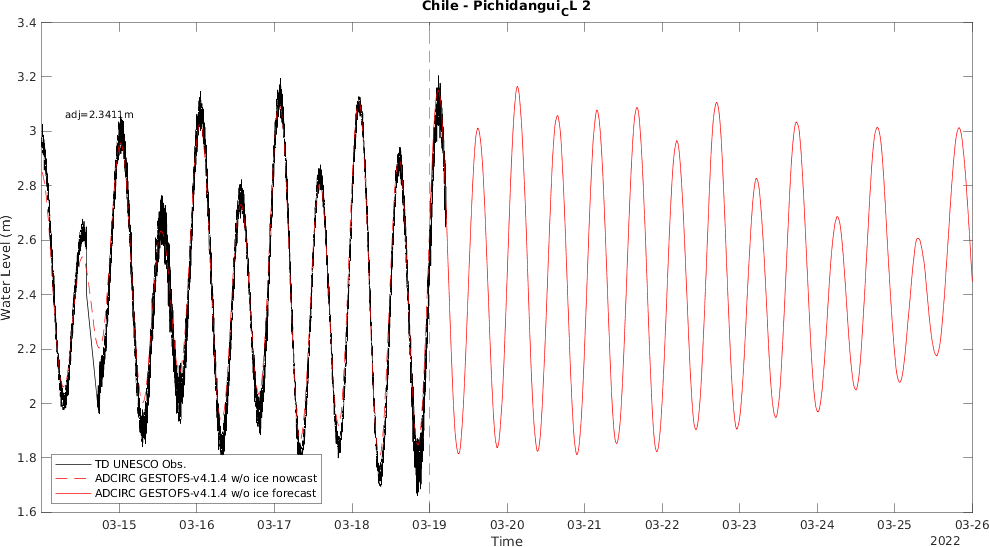 Chile - PichidanguiCL 2
3.4
3.2
3
2.8
2.6
2.4
2.2
2
1.8
1.6
Water Level (m)
adj=2.3411m
TD UNESCO Obs.
ADCIRC GESTOFS-v4.1.4 w/o ice nowcast
ADCIRC GESTOFS-v4.1.4 w/o ice forecast
03-15 03-16 03-17 03-18 03-19 03-20 03-21 03-22 03-23 03-24 03-25 03-26
Time
2022